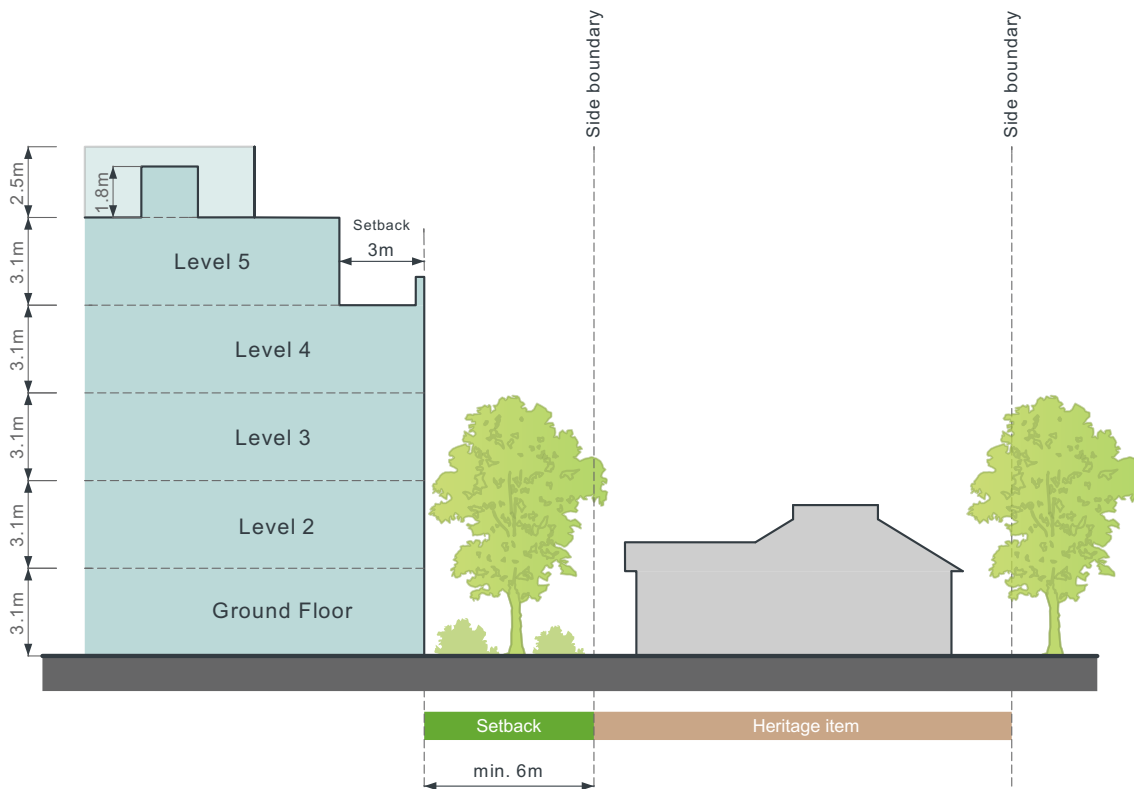 Side boundary
Side boundary
2.5m
1.8m
Setback
3m
3.1m
Level 5
3.1m
Level 4
3.1m
Level 3
3.1m
Level 2
3.1m
Ground Floor
Setback
Heritage item
min. 6m